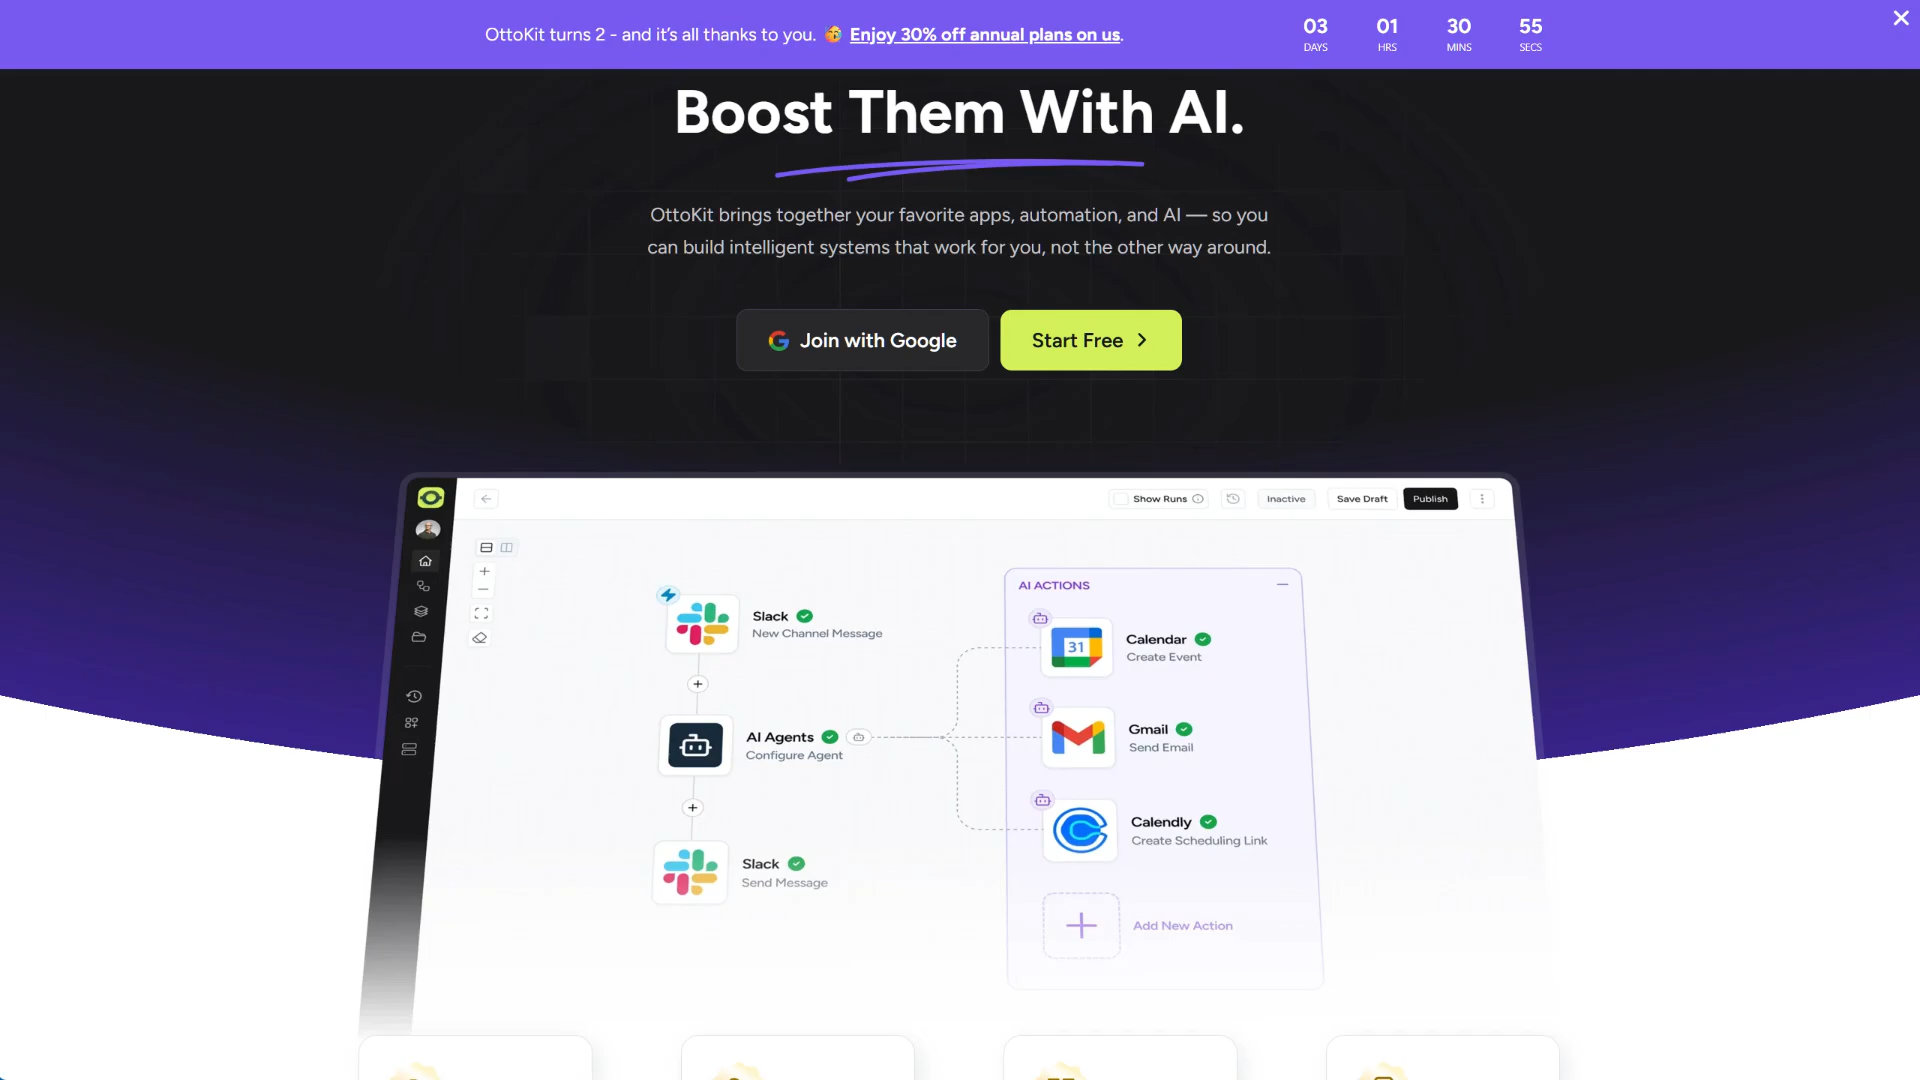 OttoKit turns 2 - and it's all thanks to you. 🥳 Enjoy 30% off annual plans on us.
03 01 30 55
DAYS HRS MINS SECS
Boost Them With AI.
OttoKit brings together your favorite apps, automation, and AI — so you
can build intelligent systems that work for you, not the other way around.
Join with Google
Start Free
Show Runs
Inactive
Save Draft
Publish
Slack
New Channel Message
AI Agents
Configure Agent
Slack
Send Message
AI ACTIONS
31
Calendar
Create Event
Gmail
Send Email
Calendly
Create Scheduling Link
Add New Action